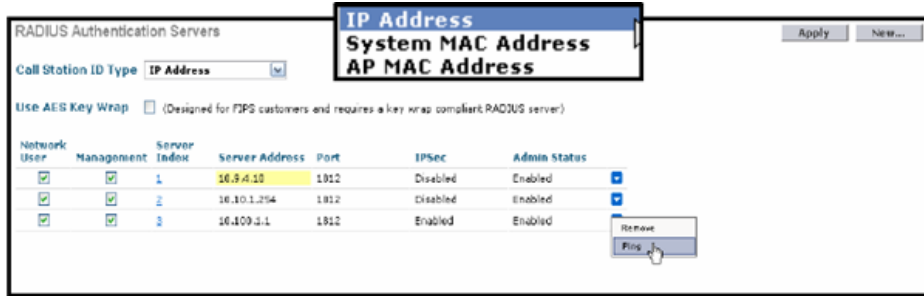 IP Address
System MAC Address
AP MAC Address
RADIUS Authentication Servers
Apply New...
Call Station ID Type IP Address
Use AES Key Wrap (Designed for FIPS customers and requires a key wrap compliant RADIUS server)
Network User Management Server Index Server Address Port IPSec Admin Status
1 10.9.4.10 1812 Disabled Enabled
2 10.10.1.254 1812 Disabled Enabled
3 10.100.1.1 1812 Enabled Enabled
Remove
Ping